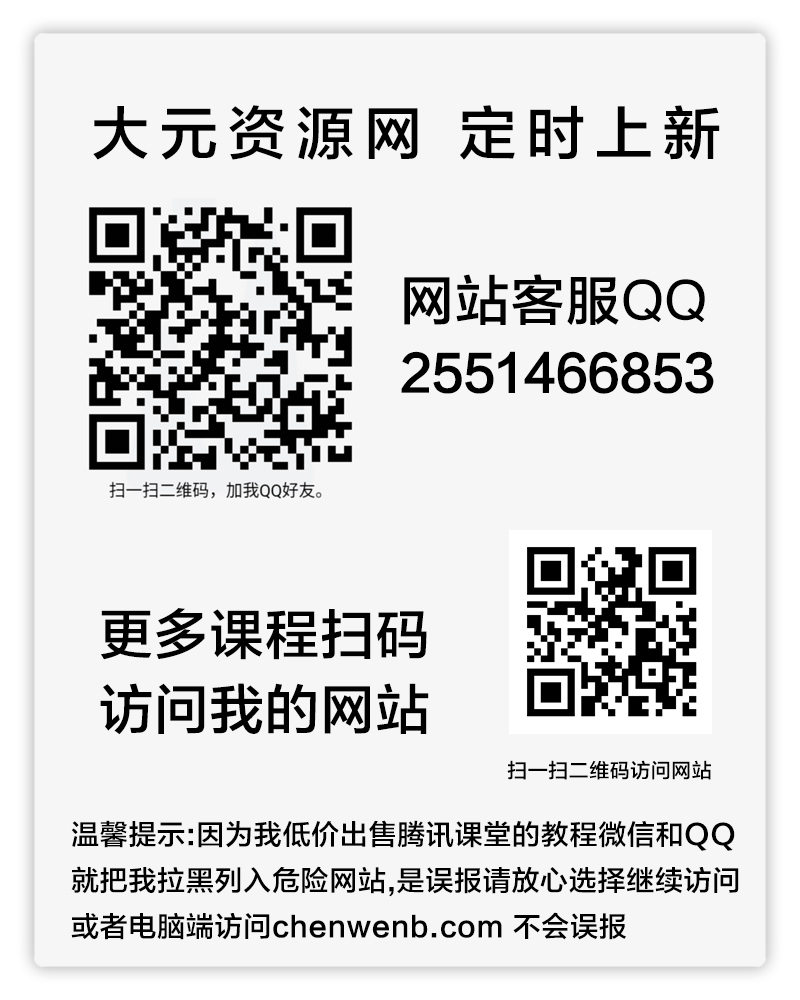 大元资源网 定时上新
网站客服QQ
2551466853
扫一扫二维码，加我QQ好友。
更多课程扫码
访问我的网站
扫一扫二维码访问网站
温馨提示:因为我低价出售腾讯课堂的教程微信和QQ
就把我拉黑列入危险网站,是误报请放心选择继续访问
或者电脑端访问chenwenb.com 不会误报